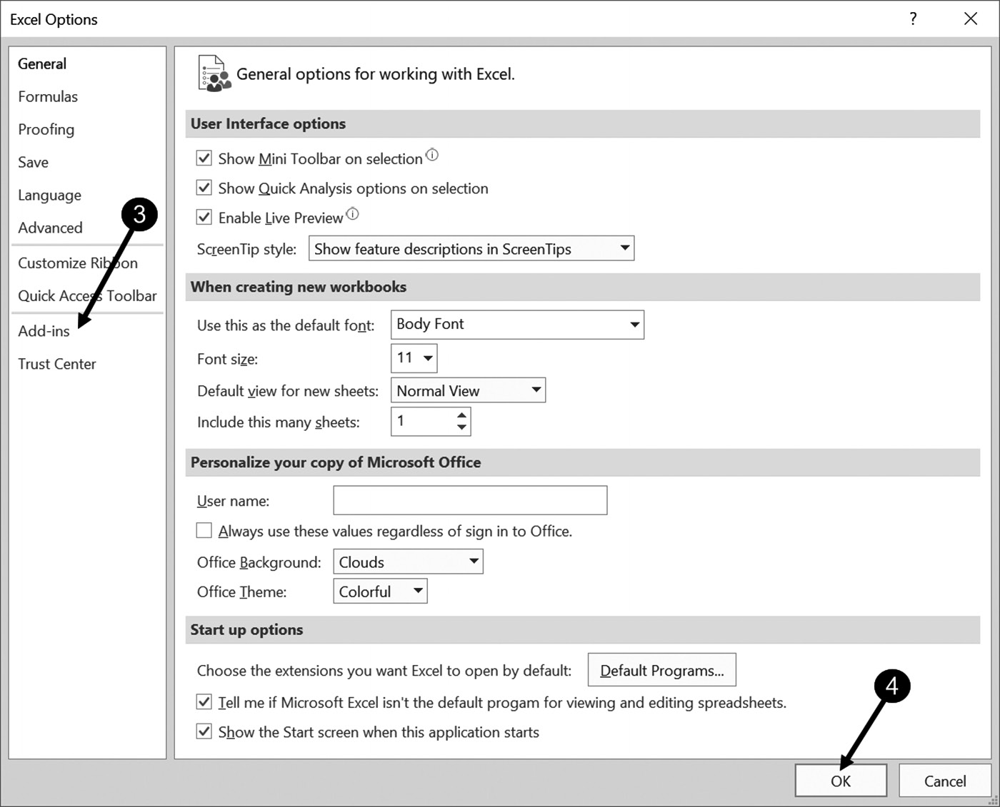 Excel Options
?
General
Formulas
Proofing
Save
Language
Advanced
Customize Ribbon
Quick Access Toolbar
Add-ins
Trust Center
3
General options for working with Excel.
User Interface options
Show Mini Toolbar on selection
Show Quick Analysis options on selection
Enable Live Preview
ScreenTip style: Show feature descriptions in ScreenTips
When creating new workbooks
Use this as the default font: Body Font
Font size: 11
Default view for new sheets: Normal View
Include this many sheets: 1
Personalize your copy of Microsoft Office
User name:
Always use these values regardless of sign in to Office.
Office Background: Clouds
Office Theme: Colorful
Start up options
Choose the extensions you want Excel to open by default: Default Programs...
Tell me if Microsoft Excel isn't the default progam for viewing and editing spreadsheets.
Show the Start screen when this application starts
4
OK Cancel